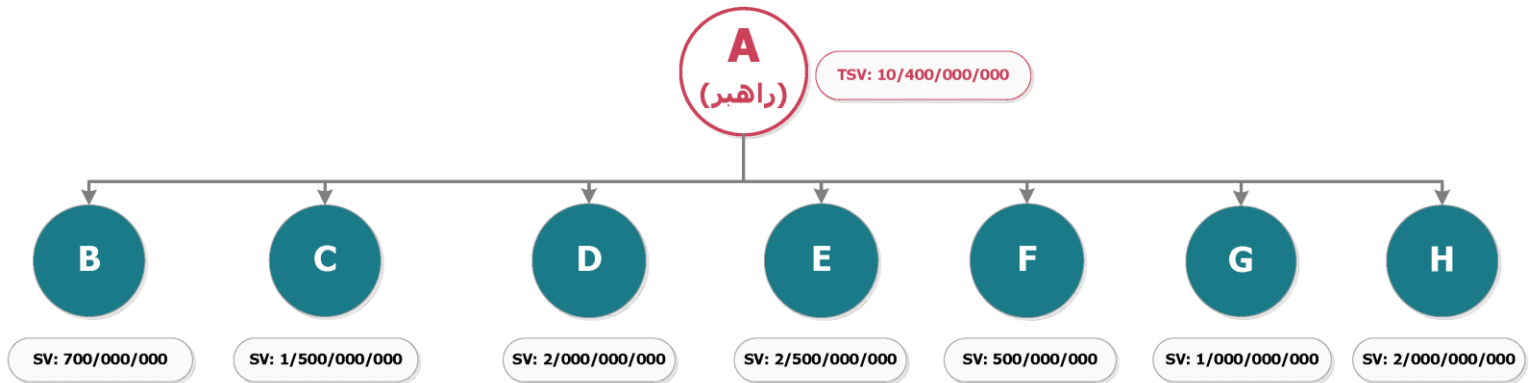 A
(راهبر)
TSV: 10/400/000/000
B
C
D
E
F
G
H
SV: 700/000/000
SV: 1/500/000/000
SV: 2/000/000/000
SV: 2/500/000/000
SV: 500/000/000
SV: 1/000/000/000
SV: 2/000/000/000